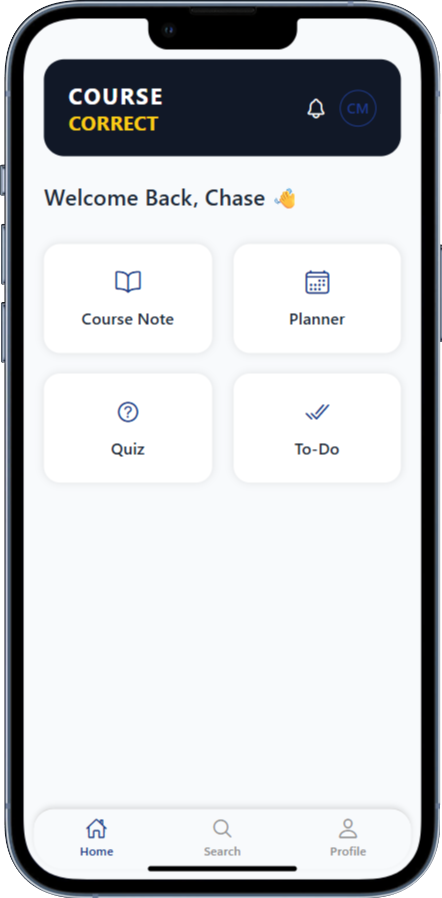 COURSE
CORRECT
CM
Welcome Back, Chase 👋
Course Note
Planner
Quiz
To-Do
Home
Search
Profile